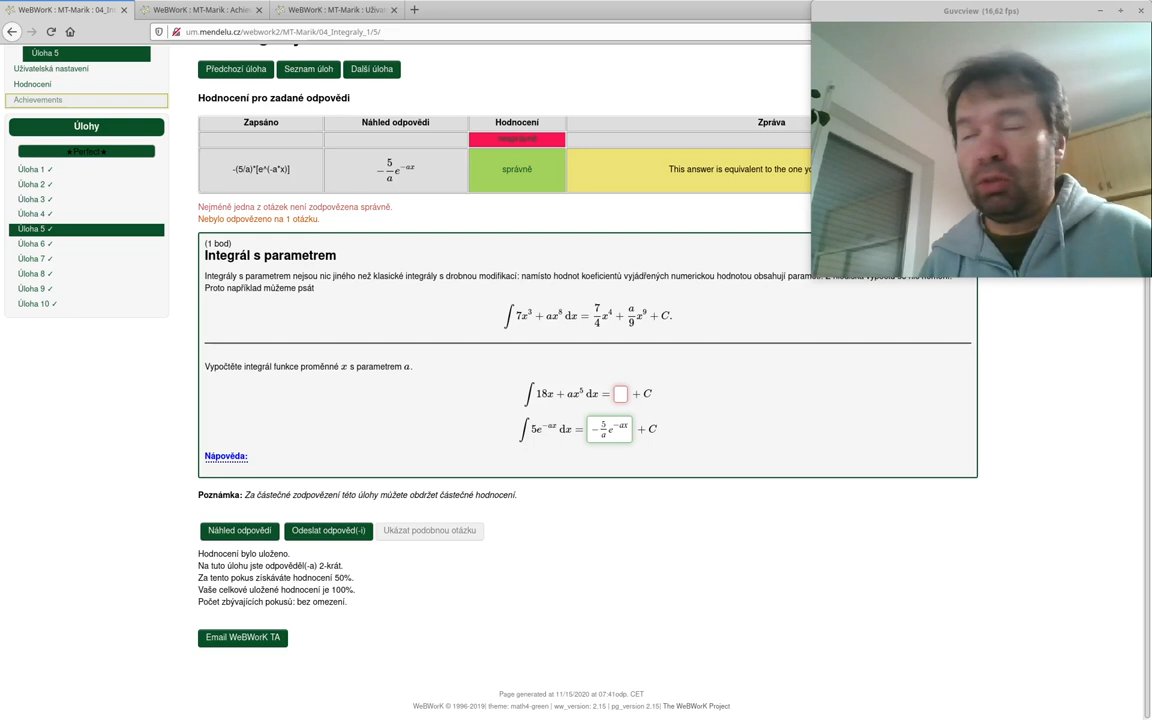 WeBWorK : MT-Marik : 04_In
WeBWorK : MT-Marik : Achie
WeBWorK : MT-Marik : Uživat
Guvcview (16,62 fps)
um.mendelu.cz/webwork2/MT-Marik/04_Integraly_1/5/
Úloha 5
Uživatelská nastavení
Hodnocení
Achievements
Úlohy
★Perfect★
Úloha 1 ✓
Úloha 2 ✓
Úloha 3 ✓
Úloha 4 ✓
Úloha 5 ✓
Úloha 6 ✓
Úloha 7 ✓
Úloha 8 ✓
Úloha 9 ✓
Úloha 10 ✓
Předchozí úloha
Seznam úloh
Další úloha
Hodnocení pro zadané odpovědi
Zapsáno Náhled odpovědi Hodnocení Zpráva
-(5/a)*[e^(-a*x)] −5/a e^{−ax} správně This answer is equivalent to the one yo
Nejméně jedna z otázek není zodpovězena správně.
Nebylo odpovězeno na 1 otázku.
(1 bod)
Integrál s parametrem
Integrály s parametrem nejsou nic jiného než klasické integrály s drobnou modifikací: namísto hodnot koeficientů vyjádřených numerickou hodnotou obsahují param
Proto například můžeme psát
∫ 7x³ + ax⁸ dx = 7/4 x⁴ + a/9 x⁹ + C.
Vypočtěte integrál funkce proměnné x s parametrem a.
∫ 18x + ax⁵ dx = + C
∫ 5e^{−ax} dx = −5/a e^{−ax} + C
Nápověda:
Poznámka: Za částečné zodpovězení této úlohy můžete obdržet částečné hodnocení.
Náhled odpovědí
Odeslat odpověd(-i)
Ukázat podobnou otázku
Hodnocení bylo uloženo.
Na tuto úlohu jste odpověděl(-a) 2-krát.
Za tento pokus získáváte hodnocení 50%.
Vaše celkové uložené hodnocení je 100%.
Počet zbývajících pokusů: bez omezení.
Email WeBWorK TA
Page generated at 11/15/2020 at 07:41odp. CET
WeBWorK © 1996-2019| theme: math4-green | ww_version: 2.15 | pg_version 2.15| The WeBWorK Project